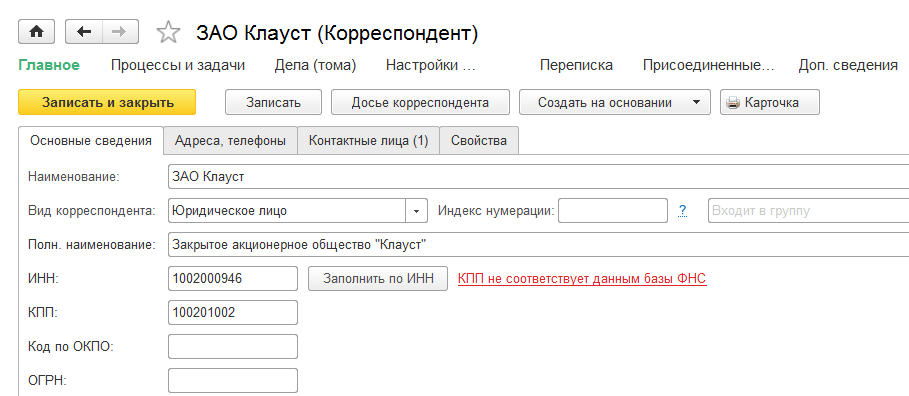 ЗАО Клауст (Корреспондент)
Главное Процессы и задачи Дела (тома) Настройки ... Переписка Присоединенные... Доп. сведения
Записать и закрыть Записать Досье корреспондента Создать на основании Карточка
Основные сведения Адреса, телефоны Контактные лица (1) Свойства
Наименование: ЗАО Клауст
Вид корреспондента: Юридическое лицо Индекс нумерации: ? Входит в группу
Полн. наименование: Закрытое акционерное общество "Клауст"
ИНН: 1002000946 Заполнить по ИНН КПП не соответствует данным базы ФНС
КПП: 100201002
Код по ОКПО:
ОГРН: